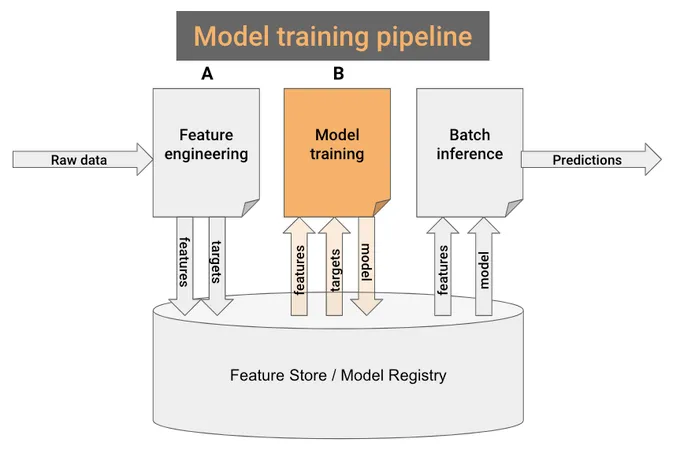 Model training pipeline
A
B
Feature
engineering
Model
training
Batch
inference
Raw data
Predictions
features
targets
features
targets
model
features
model
Feature Store / Model Registry